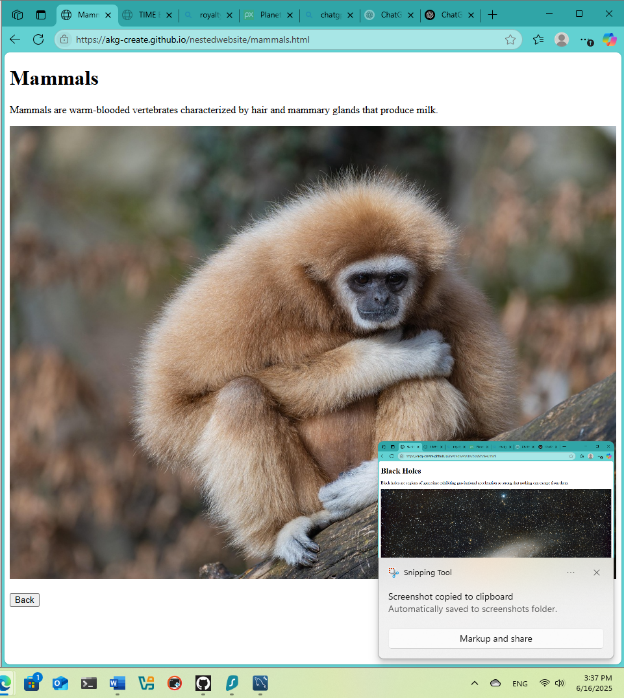 Mamm
TIME I
royalt
Planet
chatgp
ChatG
ChatG
https://akg-create.github.io/nestedwebsite/mammals.html
Mammals
Mammals are warm-blooded vertebrates characterized by hair and mammary glands that produce milk.
Black Holes
Snipping Tool
Screenshot copied to clipboard
Automatically saved to screenshots folder.
Markup and share
Back
1
ENG
3:37 PM
6/16/2025